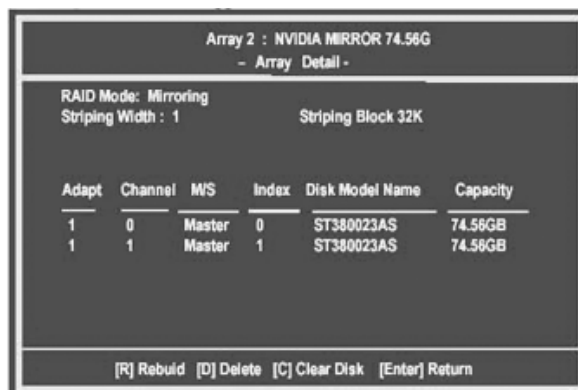 Array 2 : NVIDIA MIRROR 74.56G
- Array Detail -
RAID Mode: Mirroring
Striping Width : 1 Striping Block 32K
Adapt Channel M/S Index Disk Model Name Capacity
1 0 Master 0 ST380023AS 74.56GB
1 1 Master 1 ST380023AS 74.56GB
[R] Rebuid [D] Delete [C] Clear Disk [Enter] Return